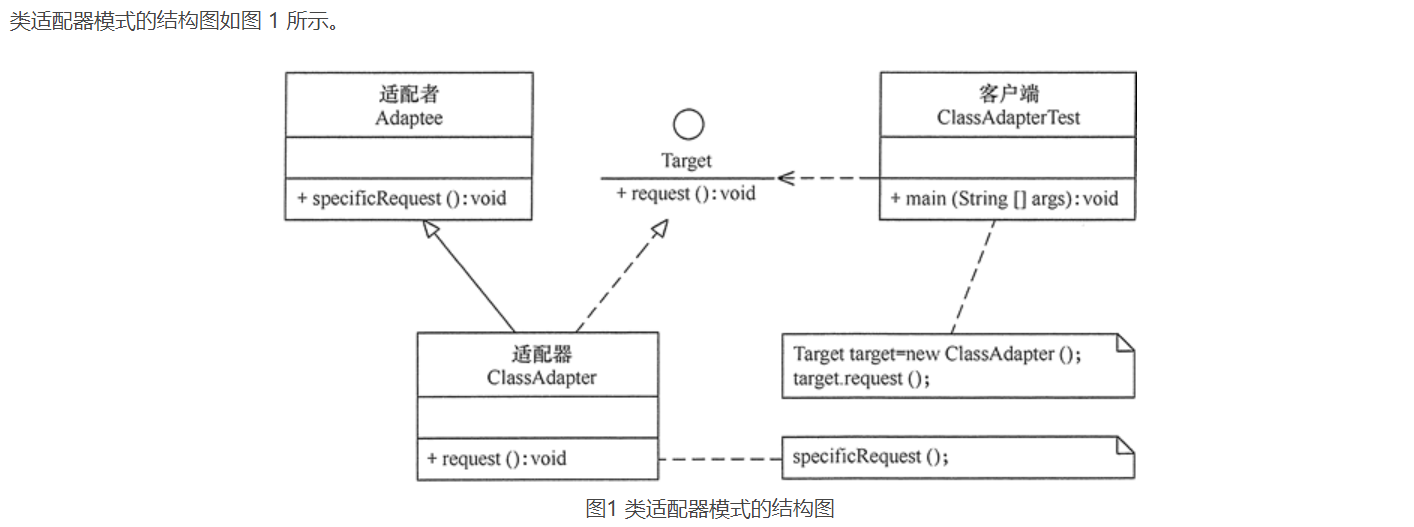 类适配器模式的结构图如图 1 所示。
适配者
Adaptee
+ specificRequest ():void
Target
+ request ():void
客户端
ClassAdapterTest
+ main (String [] args):void
适配器
ClassAdapter
+ request ():void
Target target=new ClassAdapter ();
target.request ();
specificRequest ();
图1 类适配器模式的结构图